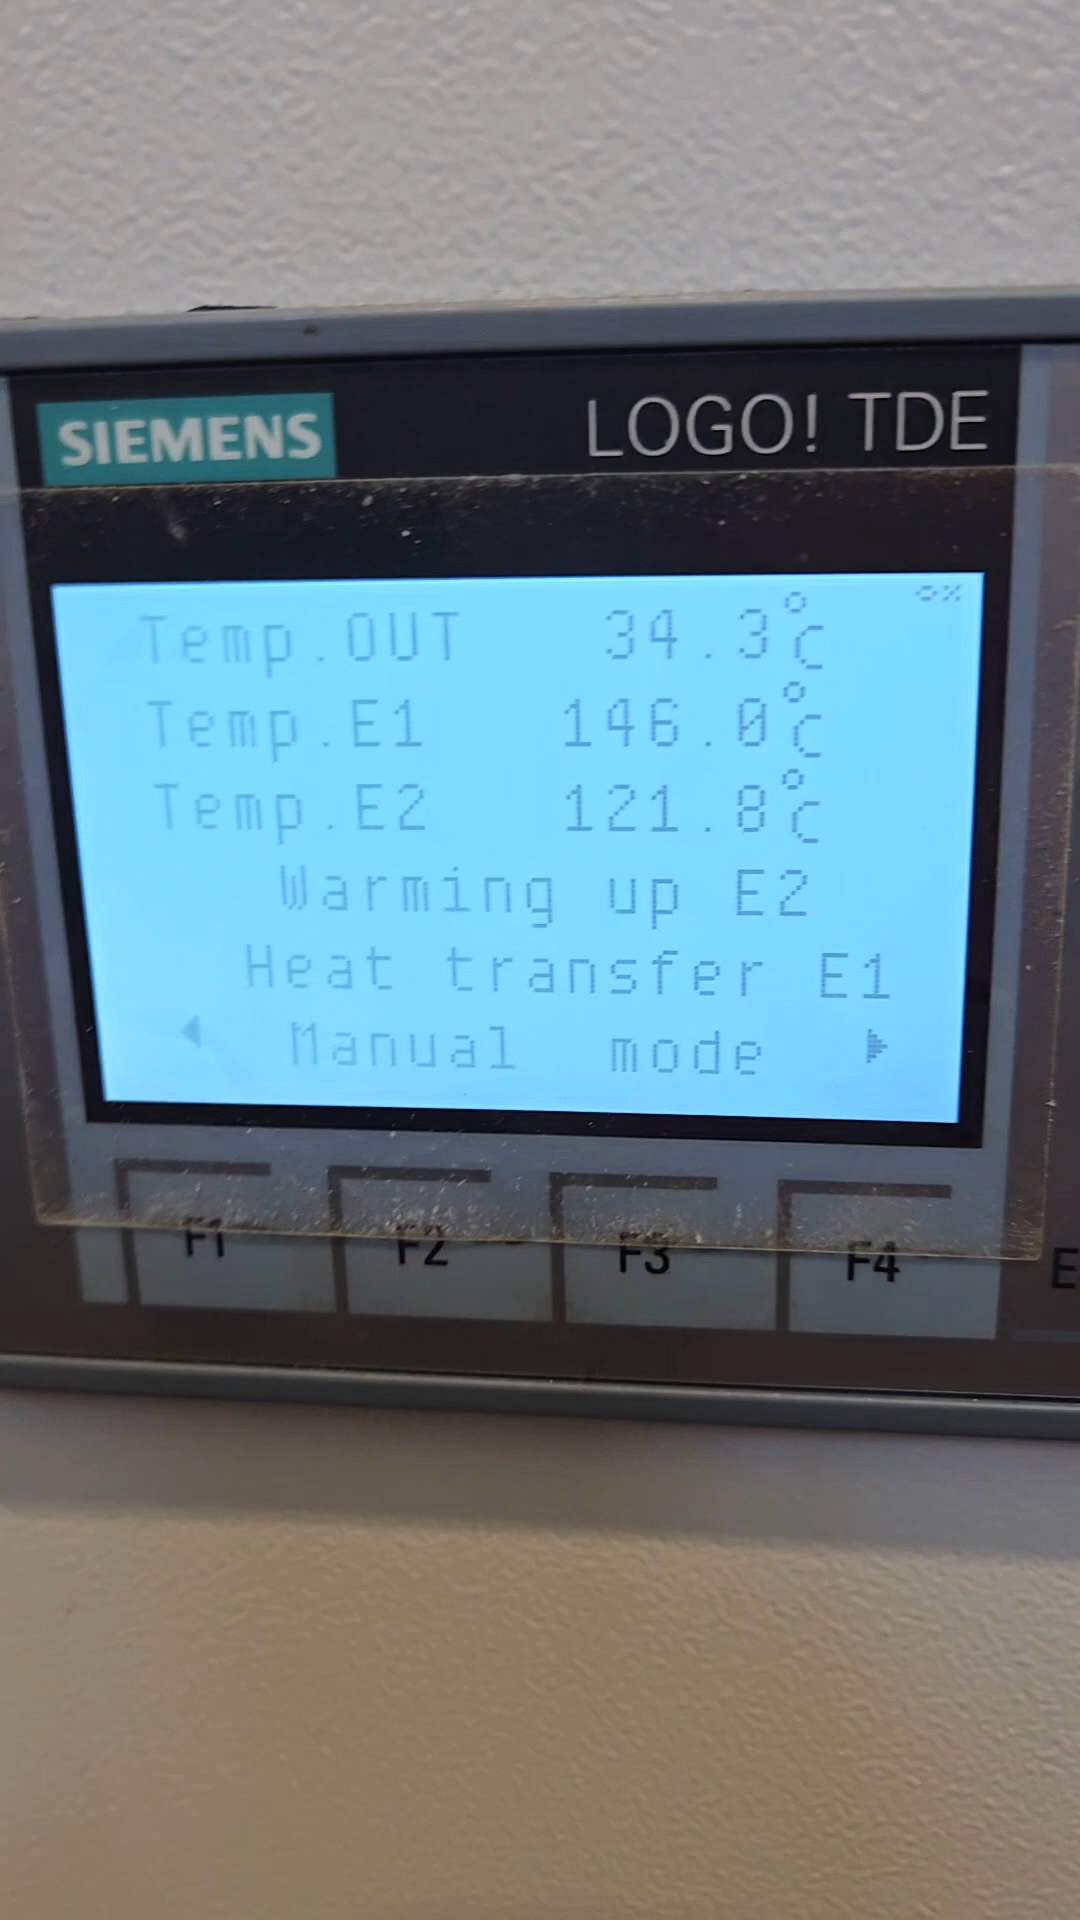 SIEMENS LOGO! TDE
Temp.OUT 34.3°C
Temp.E1 146.0°C
Temp.E2 121.8°C
Warming up E2
Heat transfer E1
Manual mode
F1 F2 F3 F4